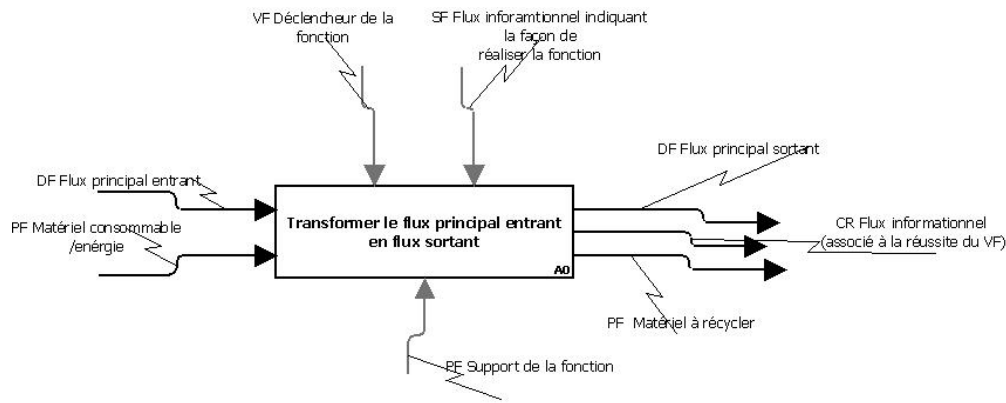 VF Déclencheur de la
fonction
SF Flux inforamtionnel indiquant
la façon de
réaliser la fonction
DF Flux principal entrant
PF Matériel consommable
/enérgie
Transformer le flux principal entrant
en flux sortant
A0
DF Flux principal sortant
CR Flux informationnel
(associé à la réussite du VF)
PF Matériel à récycler
PF Support de la fonction